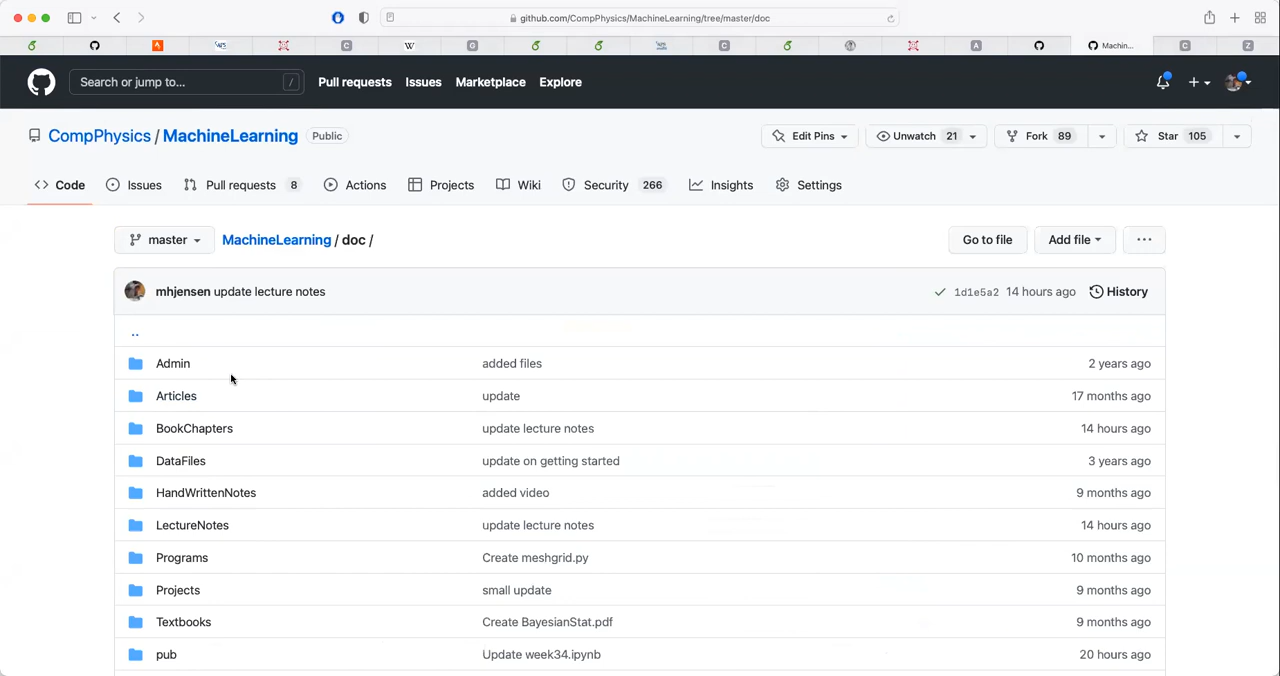 github.com/CompPhysics/MachineLearning/tree/master/doc
Machin...
Search or jump to... /
Pull requests Issues Marketplace Explore
CompPhysics / MachineLearning Public
Edit Pins Unwatch 21 Fork 89 Star 105
Code Issues Pull requests 8 Actions Projects Wiki Security 266 Insights Settings
master MachineLearning / doc / Go to file Add file ...
mhjensen update lecture notes 1d1e5a2 14 hours ago History
..
Admin added files 2 years ago
Articles update 17 months ago
BookChapters update lecture notes 14 hours ago
DataFiles update on getting started 3 years ago
HandWrittenNotes added video 9 months ago
LectureNotes update lecture notes 14 hours ago
Programs Create meshgrid.py 10 months ago
Projects small update 9 months ago
Textbooks Create BayesianStat.pdf 9 months ago
pub Update week34.ipynb 20 hours ago